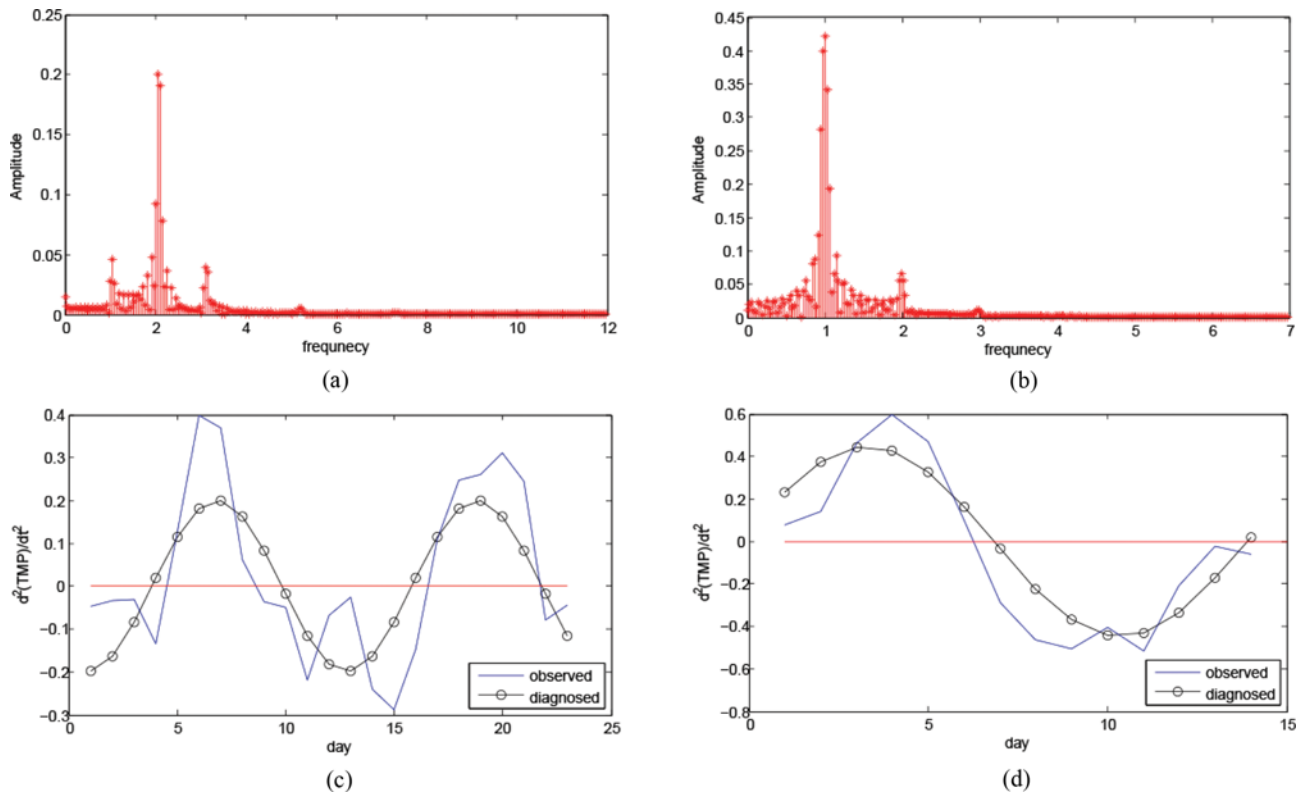 0.25
0.2
0.15
0.1
0.05
0
Amplitude
0 2 4 6 8 10 12
frequnecy
(a)
0.45
0.4
0.35
0.3
0.25
0.2
0.15
0.1
0.05
0
Amplitude
0 1 2 3 4 5 6 7
frequnecy
(b)
0.4
0.3
0.2
0.1
0
−0.1
−0.2
−0.3
d²(TMP)/dt²
observed
diagnosed
0 5 10 15 20 25
day
(c)
0.6
0.4
0.2
0
−0.2
−0.4
−0.6
−0.8
d²(TMP)/dt²
observed
diagnosed
0 5 10 15
day
(d)